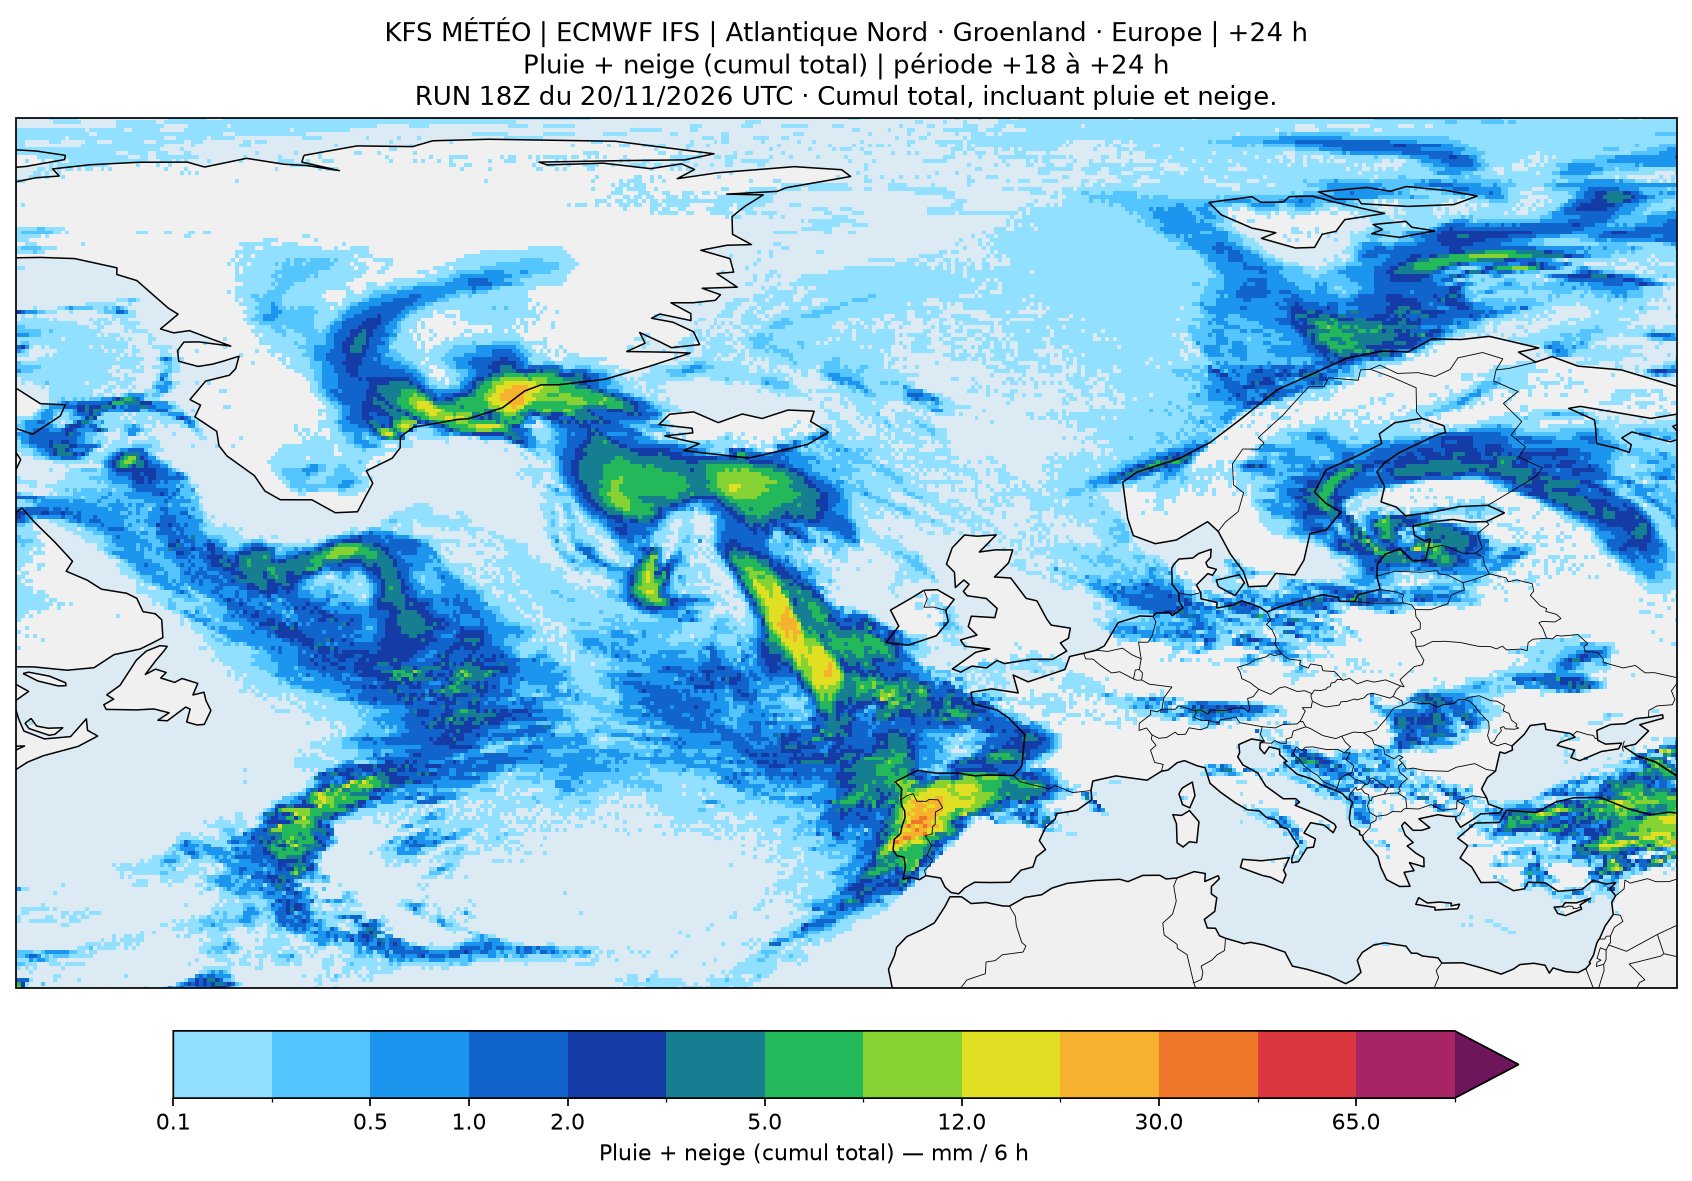 KFS MÉTÉO | ECMWF IFS | Atlantique Nord · Groenland · Europe | +24 h
Pluie + neige (cumul total) | période +18 à +24 h
RUN 18Z du 20/11/2026 UTC · Cumul total, incluant pluie et neige.
0.1 0.5 1.0 2.0 5.0 12.0 30.0 65.0
Pluie + neige (cumul total) — mm / 6 h